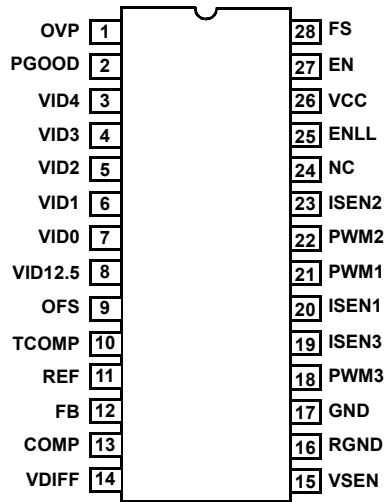 OVP 1 28 FS
PGOOD 2 27 EN
VID4 3 26 VCC
VID3 4 25 ENLL
VID2 5 24 NC
VID1 6 23 ISEN2
VID0 7 22 PWM2
VID12.5 8 21 PWM1
OFS 9 20 ISEN1
TCOMP 10 19 ISEN3
REF 11 18 PWM3
FB 12 17 GND
COMP 13 16 RGND
VDIFF 14 15 VSEN